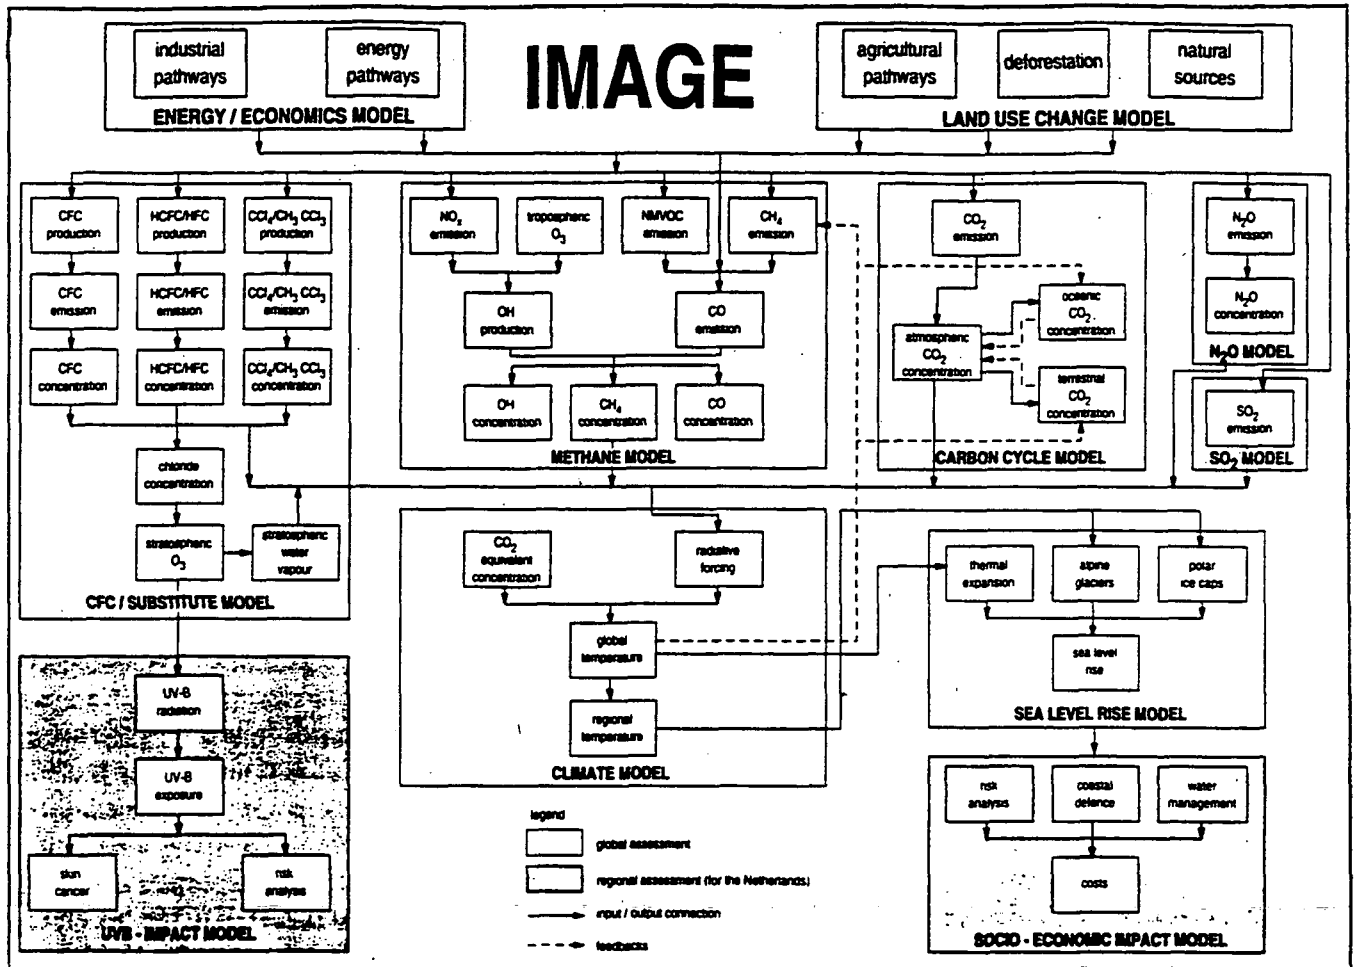 IMAGE
industrial
pathways
energy
pathways
ENERGY / ECONOMICS MODEL
agricultural
pathways
deforestation
natural
sources
LAND USE CHANGE MODEL
CFC
production
HCFC/HFC
production
CCl4/CH3 CCl3
production
CFC
emission
HCFC/HFC
emission
CCl4/CH3 CCl3
emission
CFC
concentration
HCFC/HFC
concentration
CCl4/CH3 CCl3
concentration
chloride
concentration
stratospheric
O3
stratospheric
water
vapour
CFC / SUBSTITUTE MODEL
NOx
emission
tropospheric
O3
NMVOC
emission
CH4
emission
OH
production
CO
emission
OH
concentration
CH4
concentration
CO
concentration
METHANE MODEL
CO2
emission
atmospheric
CO2
concentration
oceanic
CO2
concentration
terrestrial
CO2
concentration
CARBON CYCLE MODEL
N2O
emission
N2O
concentration
N2O MODEL
SO2
emission
SO2 MODEL
CO2
equivalent
concentration
radiative
forcing
global
temperature
regional
temperature
CLIMATE MODEL
thermal
expansion
alpine
glaciers
polar
ice caps
sea level
rise
SEA LEVEL RISE MODEL
UV-B
radiation
UV-B
exposure
skin
cancer
risk
analysis
UVB - IMPACT MODEL
risk
analysis
coastal
defence
water
management
costs
SOCIO - ECONOMIC IMPACT MODEL
legend
global assessment
regional assessment (for the Netherlands)
input / output connection
feedbacks